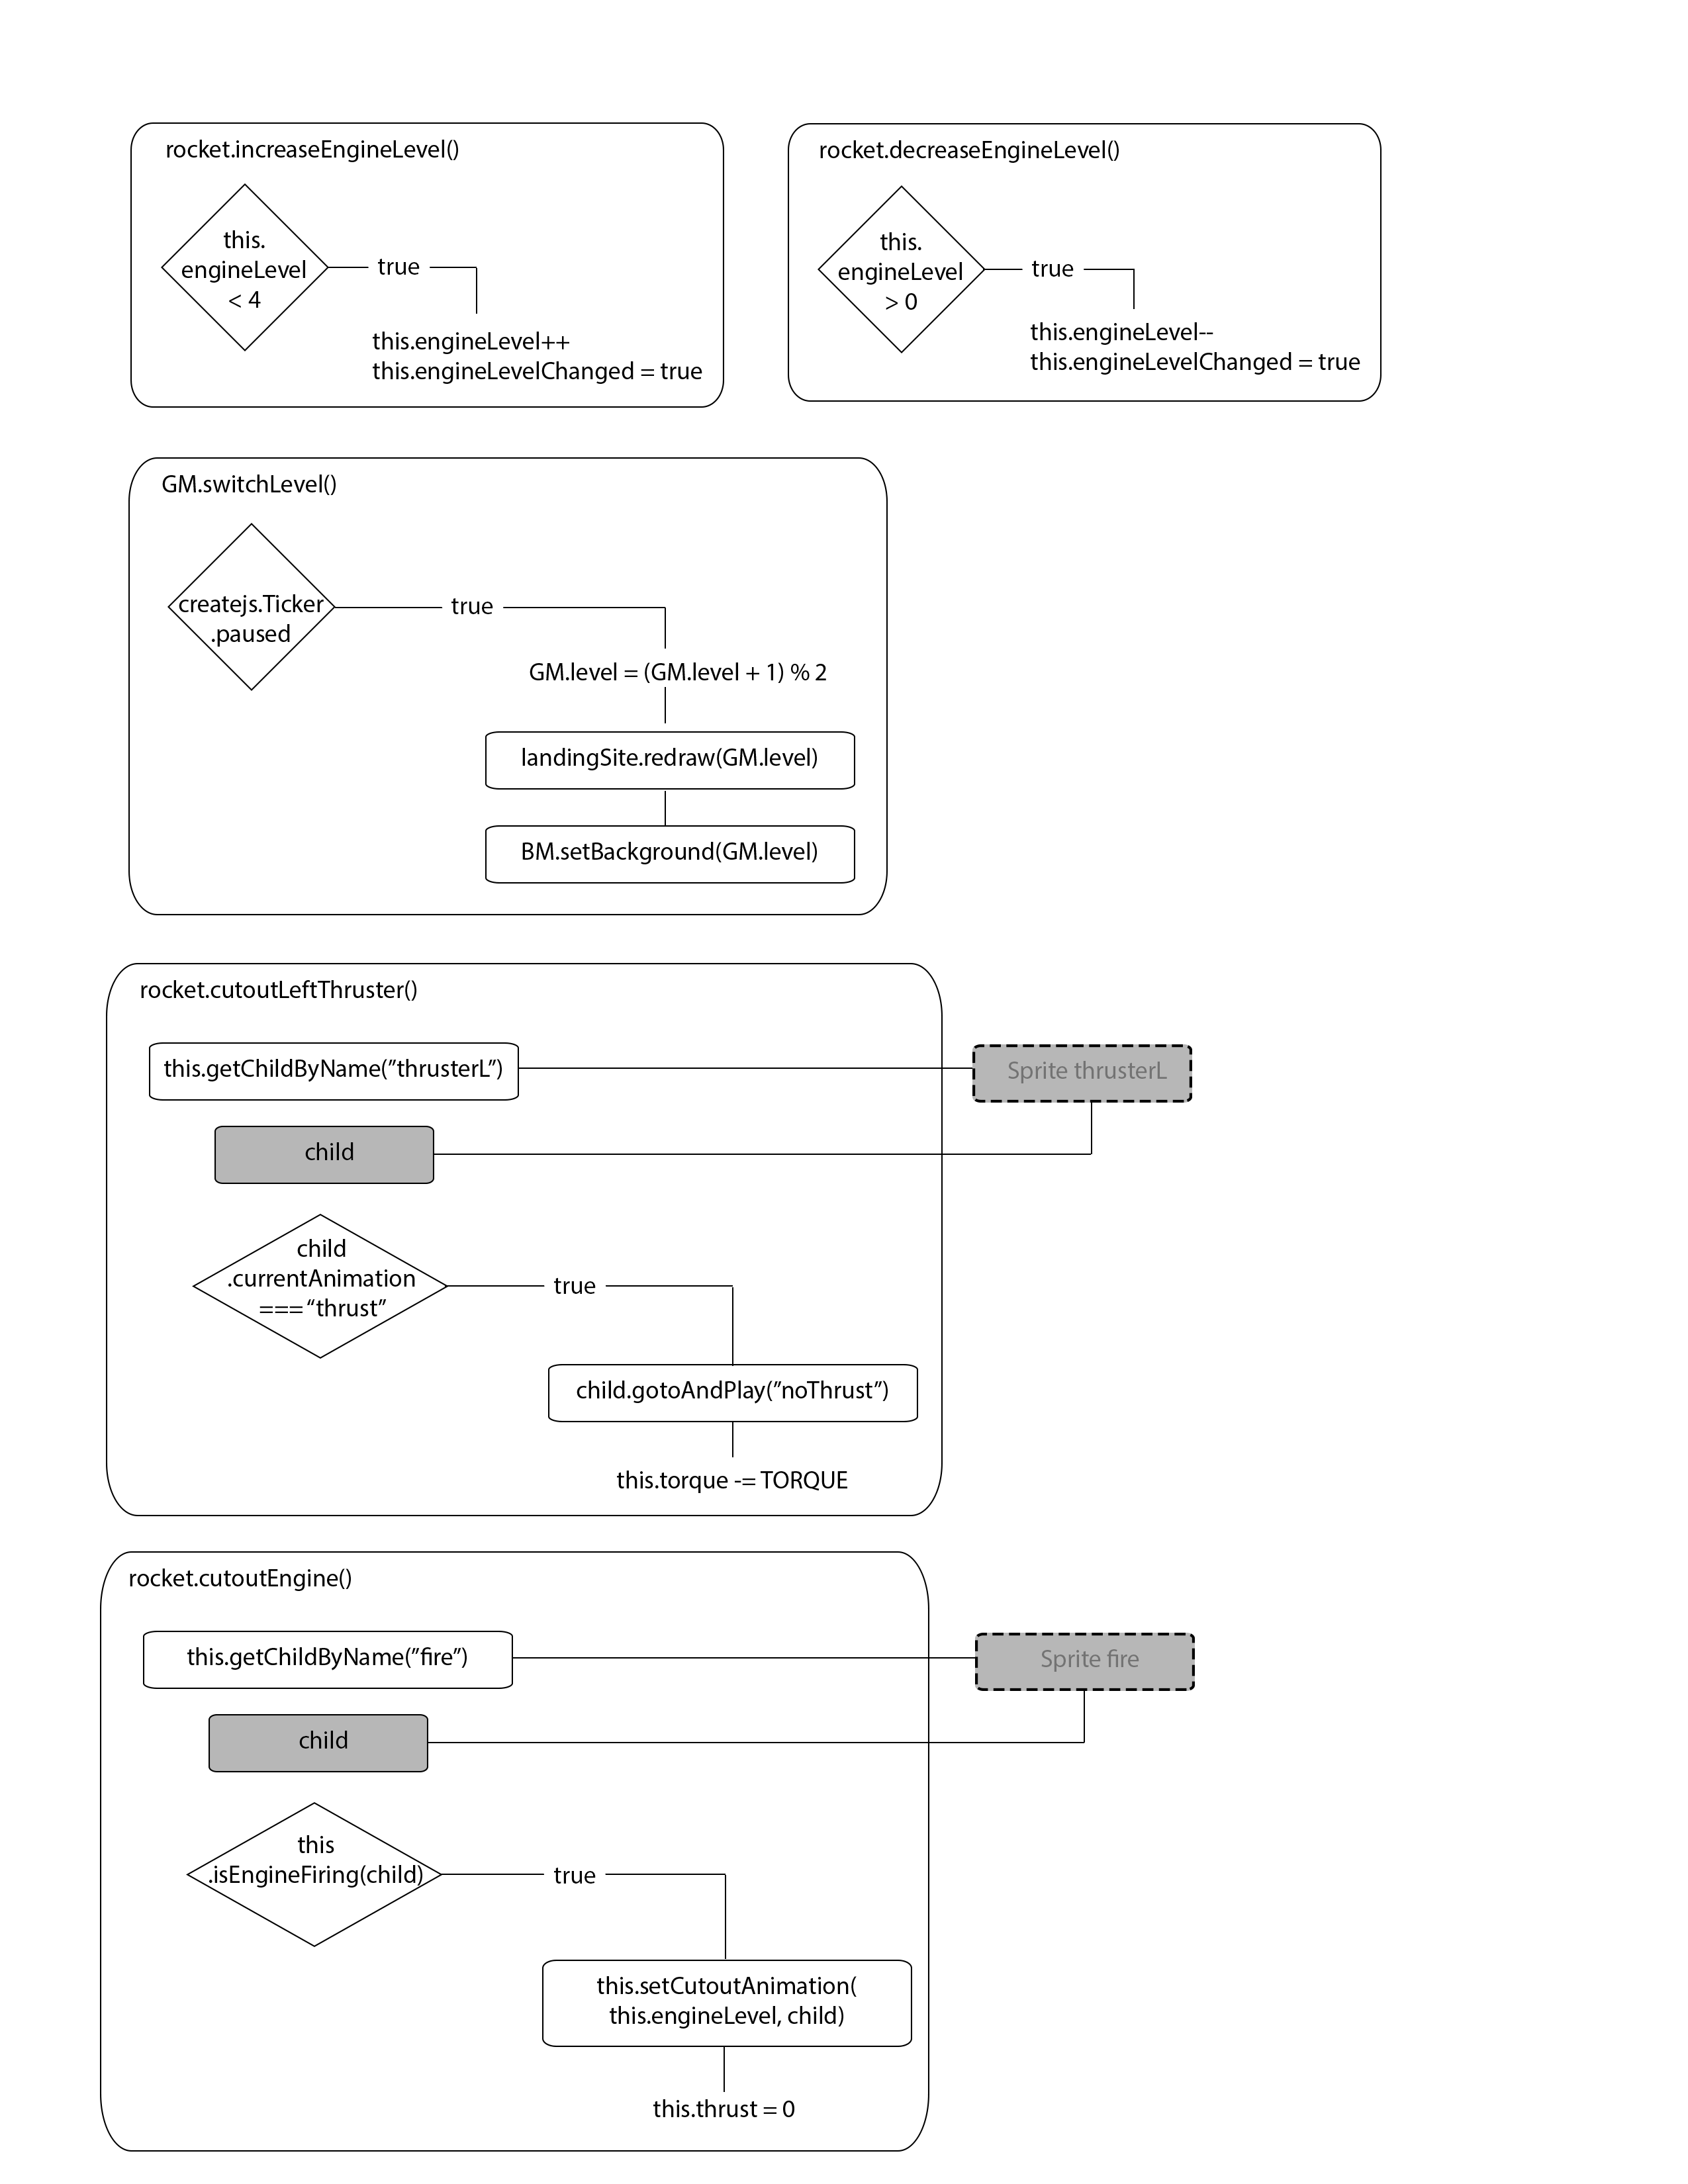 rocket.increaseEngineLevel()
this.
engineLevel
< 4
true
this.engineLevel++
this.engineLevelChanged = true
rocket.decreaseEngineLevel()
this.
engineLevel
> 0
true
this.engineLevel--
this.engineLevelChanged = true
GM.switchLevel()
createjs.Ticker
.paused
true
GM.level = (GM.level + 1) % 2
landingSite.redraw(GM.level)
BM.setBackground(GM.level)
rocket.cutoutLeftThruster()
this.getChildByName(”thrusterL”)
Sprite thrusterL
child
child
.currentAnimation
=== “thrust”
true
child.gotoAndPlay(”noThrust”)
this.torque -= TORQUE
rocket.cutoutEngine()
this.getChildByName(”fire”)
Sprite fire
child
this
.isEngineFiring(child)
true
this.setCutoutAnimation(
this.engineLevel, child)
this.thrust = 0